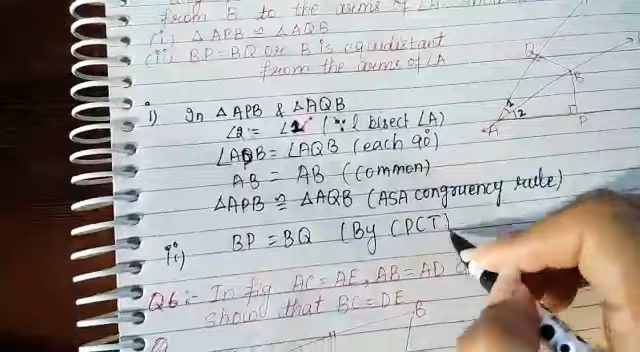 from B to the arms of LA
(i) △APB ≅ △AQB
(ii) BP = BQ or B is equidistant
from the arms of ∠A
i) In △APB & △AQB
∠2 = ∠1 (∵ l bisect ∠A)
∠APB = ∠AQB (each 90°)
AB = AB (common)
△APB ≅ △AQB (ASA congruency rule)
ii) BP = BQ (By CPCT)
Q6:- In fig AC = AE, AB = AD
show that BC = DE
Q
B
A
P
1
2